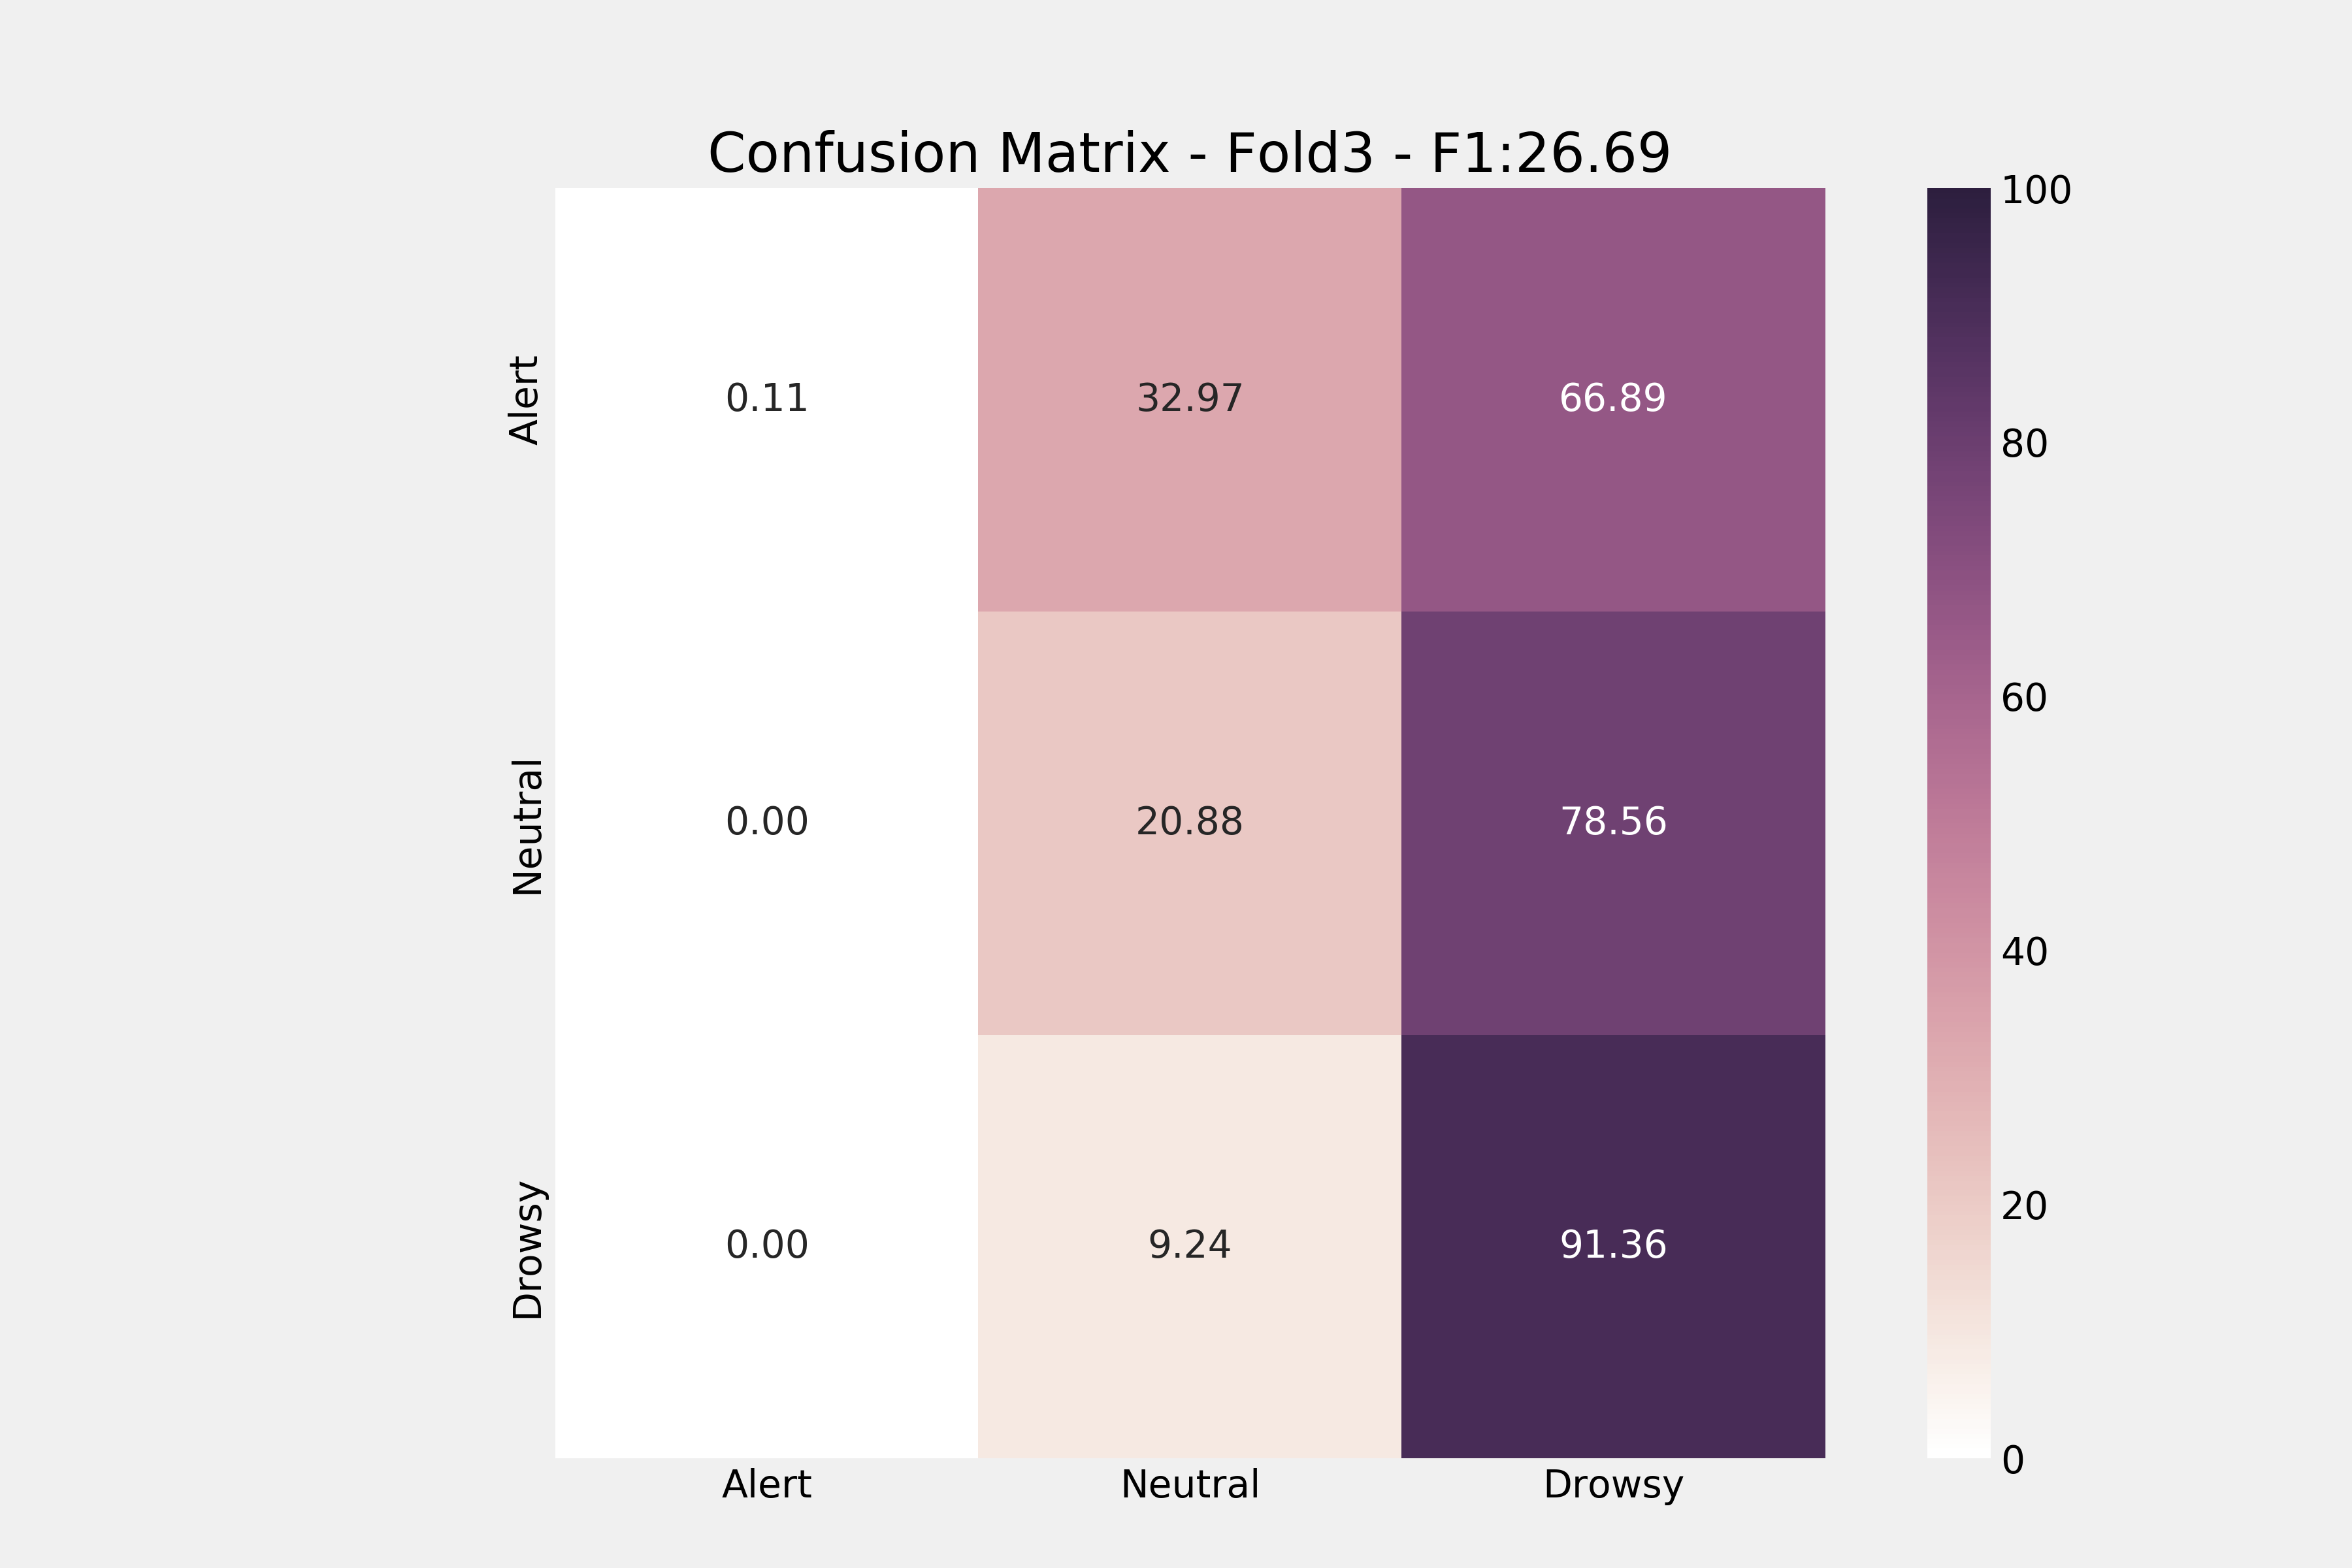 Confusion Matrix - Fold3 - F1:26.69
100
Alert
0.11 32.97 66.89
80
60
Neutral
0.00 20.88 78.56
40
20
Drowsy
0.00 9.24 91.36
0
Alert Neutral Drowsy